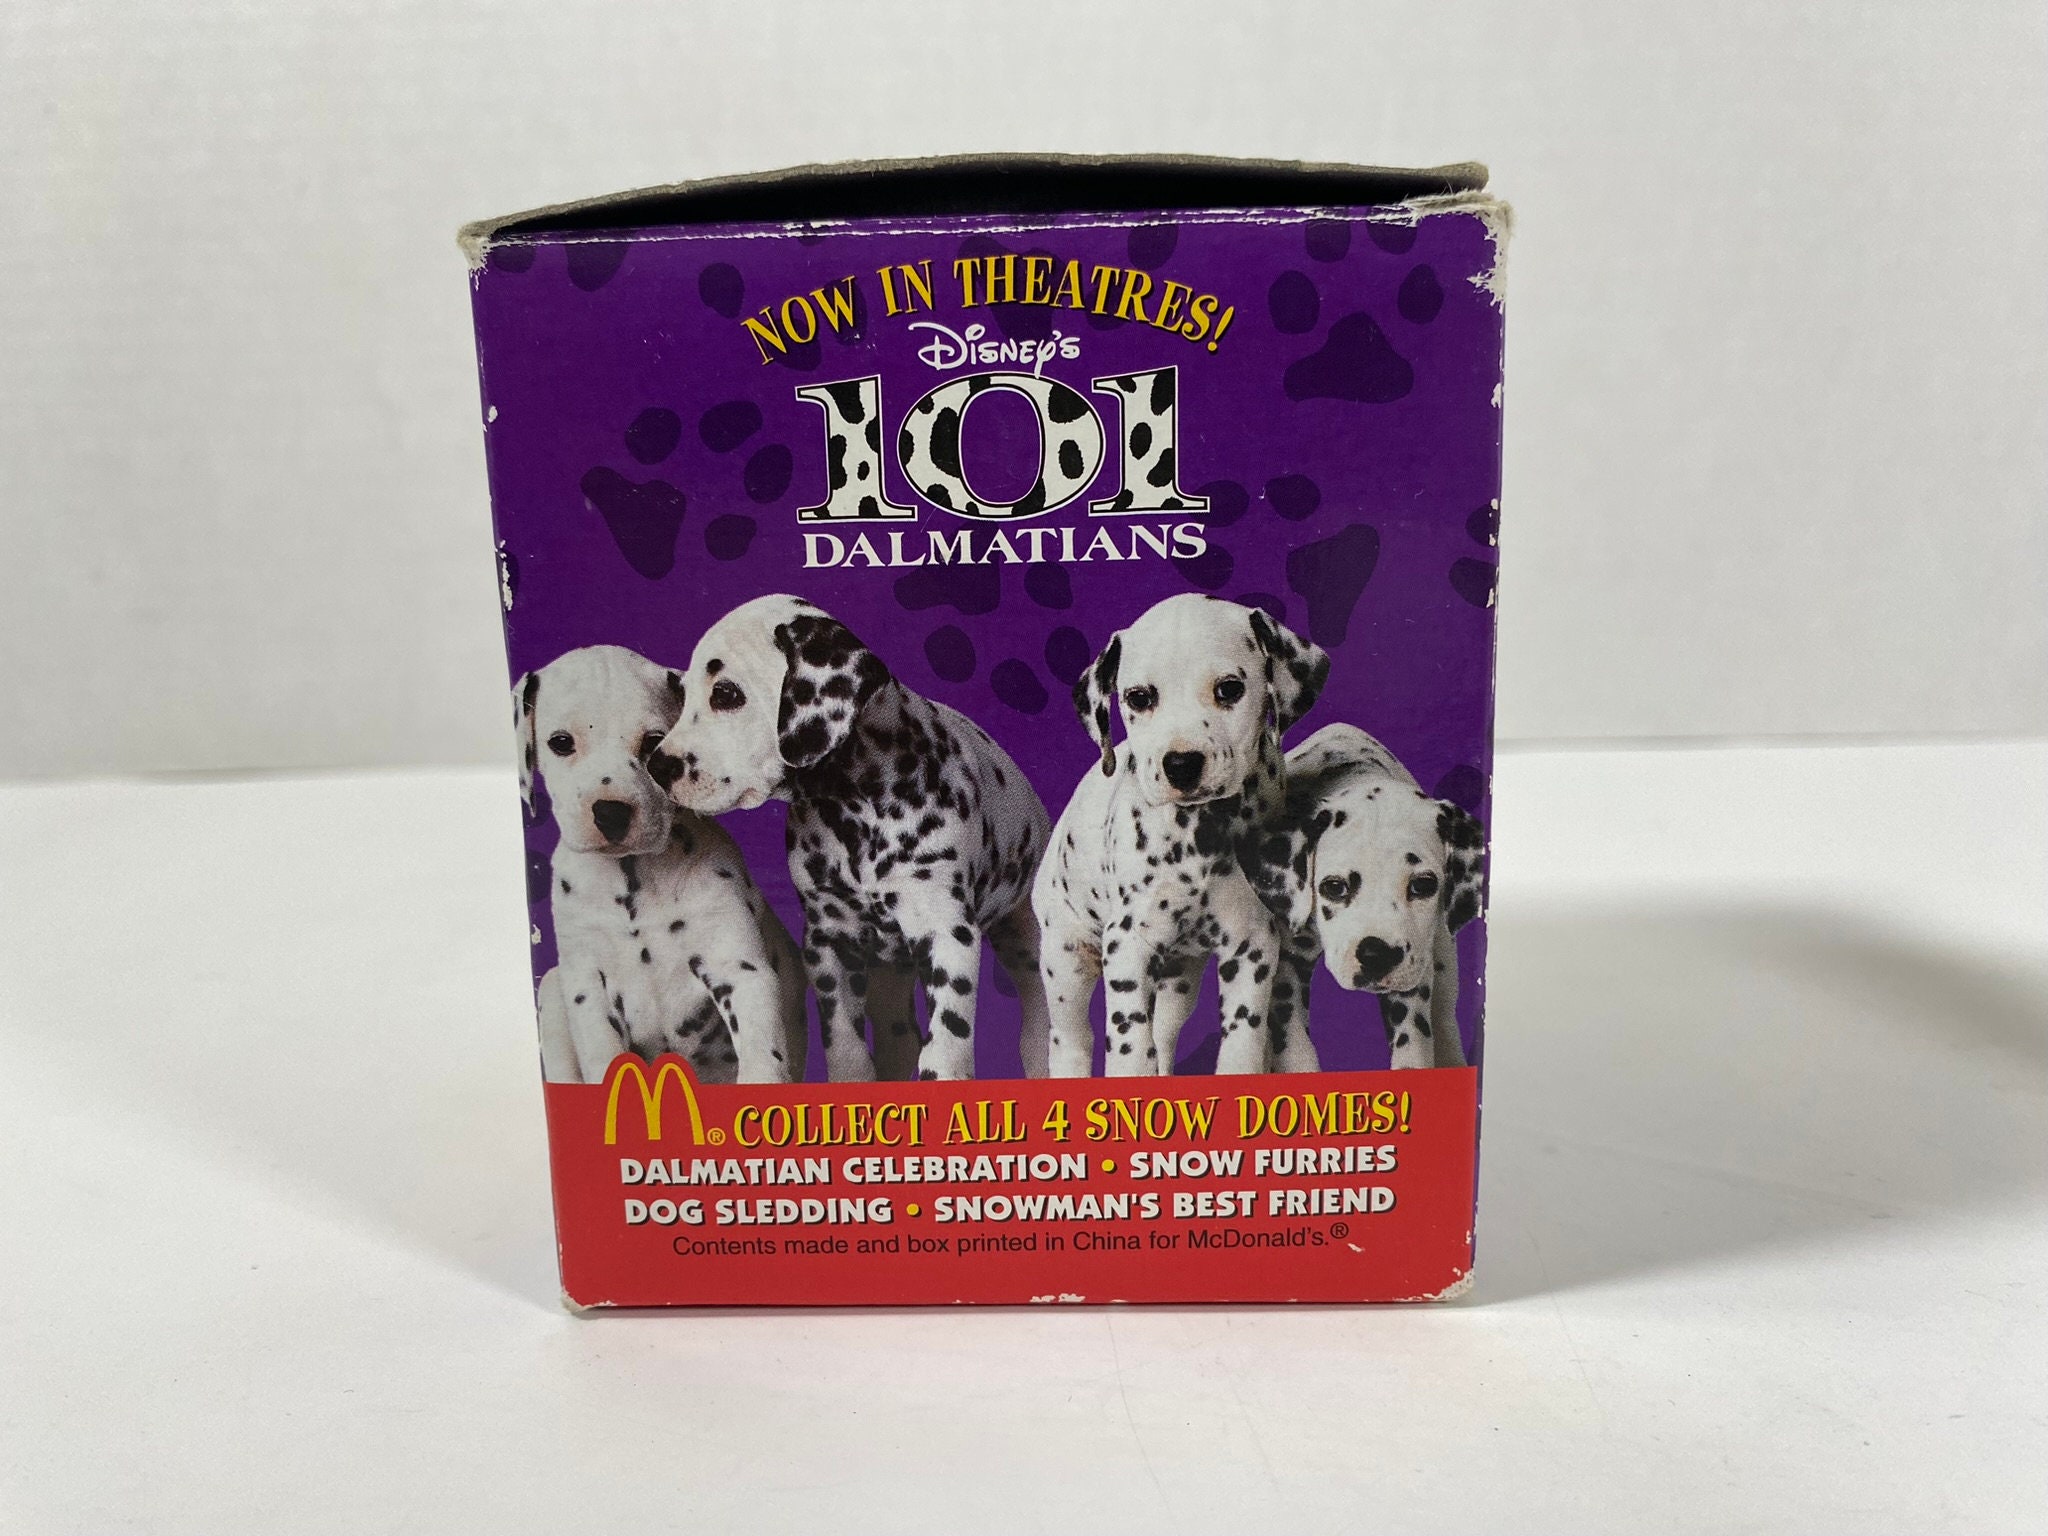 NOW IN THEATRES!
Disney's
101
DALMATIANS
M® COLLECT ALL 4 SNOW DOMES!
DALMATIAN CELEBRATION • SNOW FURRIES
DOG SLEDDING • SNOWMAN'S BEST FRIEND
Contents made and box printed in China for McDonald's.®